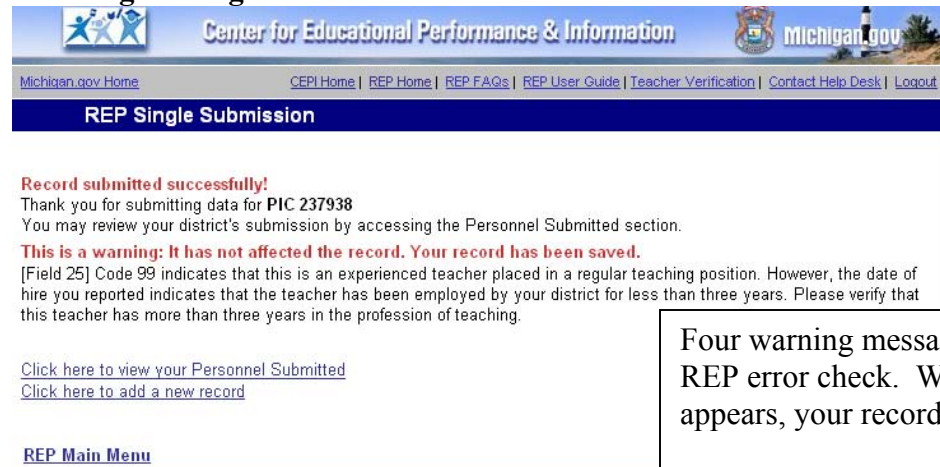 Center for Educational Performance & Information Michigan.gov
Michigan.gov Home CEPI Home | REP Home | REP FAQs | REP User Guide | Teacher Verification | Contact Help Desk | Logout
REP Single Submission
Record submitted successfully!
Thank you for submitting data for PIC 237938
You may review your district's submission by accessing the Personnel Submitted section.
This is a warning: It has not affected the record. Your record has been saved.
[Field 25] Code 99 indicates that this is an experienced teacher placed in a regular teaching position. However, the date of
hire you reported indicates that the teacher has been employed by your district for less than three years. Please verify that
this teacher has more than three years in the profession of teaching.
Four warning messa
REP error check. W
appears, your record
Click here to view your Personnel Submitted
Click here to add a new record
REP Main Menu